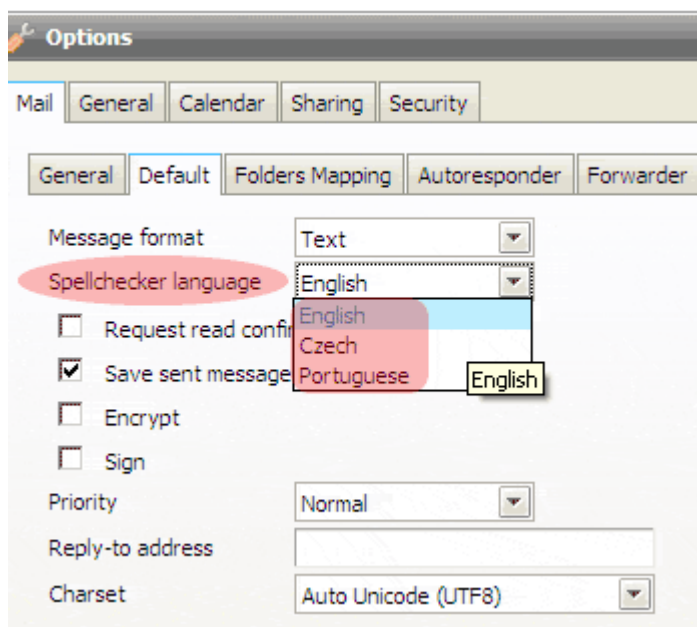 Options
Mail General Calendar Sharing Security
General Default Folders Mapping Autoresponder Forwarder
Message format Text
Spellchecker language English
English
Request read confi
Czech
Save sent message
Portuguese
English
Encrypt
Sign
Priority Normal
Reply-to address
Charset Auto Unicode (UTF8)